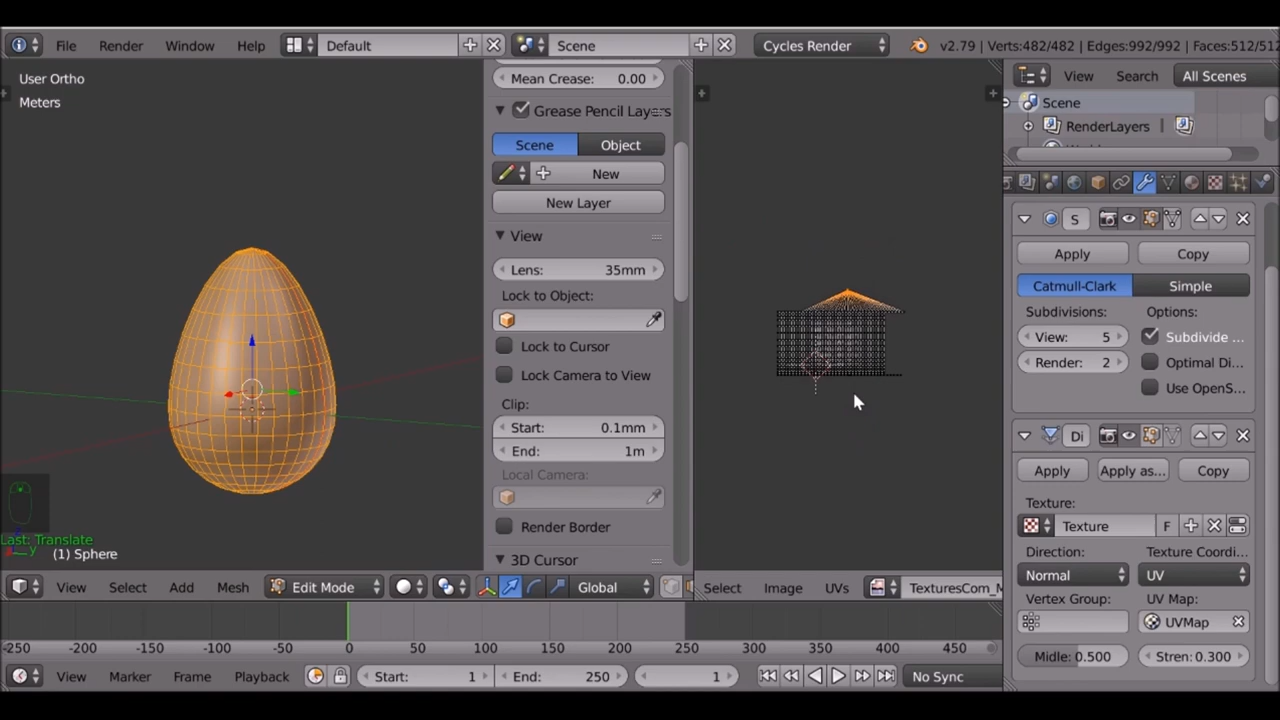 File Render Window Help Default Scene Cycles Render v2.79 | Verts:482/482 | Edges:992/992 | Faces:512/512
User Ortho
Meters
Mean Crease: 0.00
Grease Pencil Layers
Scene Object
New
New Layer
View
Lens: 35mm
Lock to Object:
Lock to Cursor
Lock Camera to View
Clip:
Start: 0.1mm
End: 1m
Local Camera:
Render Border
3D Cursor
View Search All Scenes
Scene
RenderLayers
S
Apply Copy
Catmull-Clark Simple
Subdivisions: Options:
View: 5 Subdivide ...
Render: 2 Optimal Di...
Use OpenS...
Di
Apply Apply as... Copy
Texture:
Texture F
Direction: Texture Coordi...
Normal UV
Vertex Group: UV Map:
UVMap
Midle: 0.500 Stren: 0.300
Last: Translate
(1) Sphere
View Select Add Mesh Edit Mode Global
Select Image UVs TexturesCom_M
-250 -200 -150 -100 -50 0 50 100 150 200 250 300 350 400 450
View Marker Frame Playback Start: 1 End: 250 1 No Sync